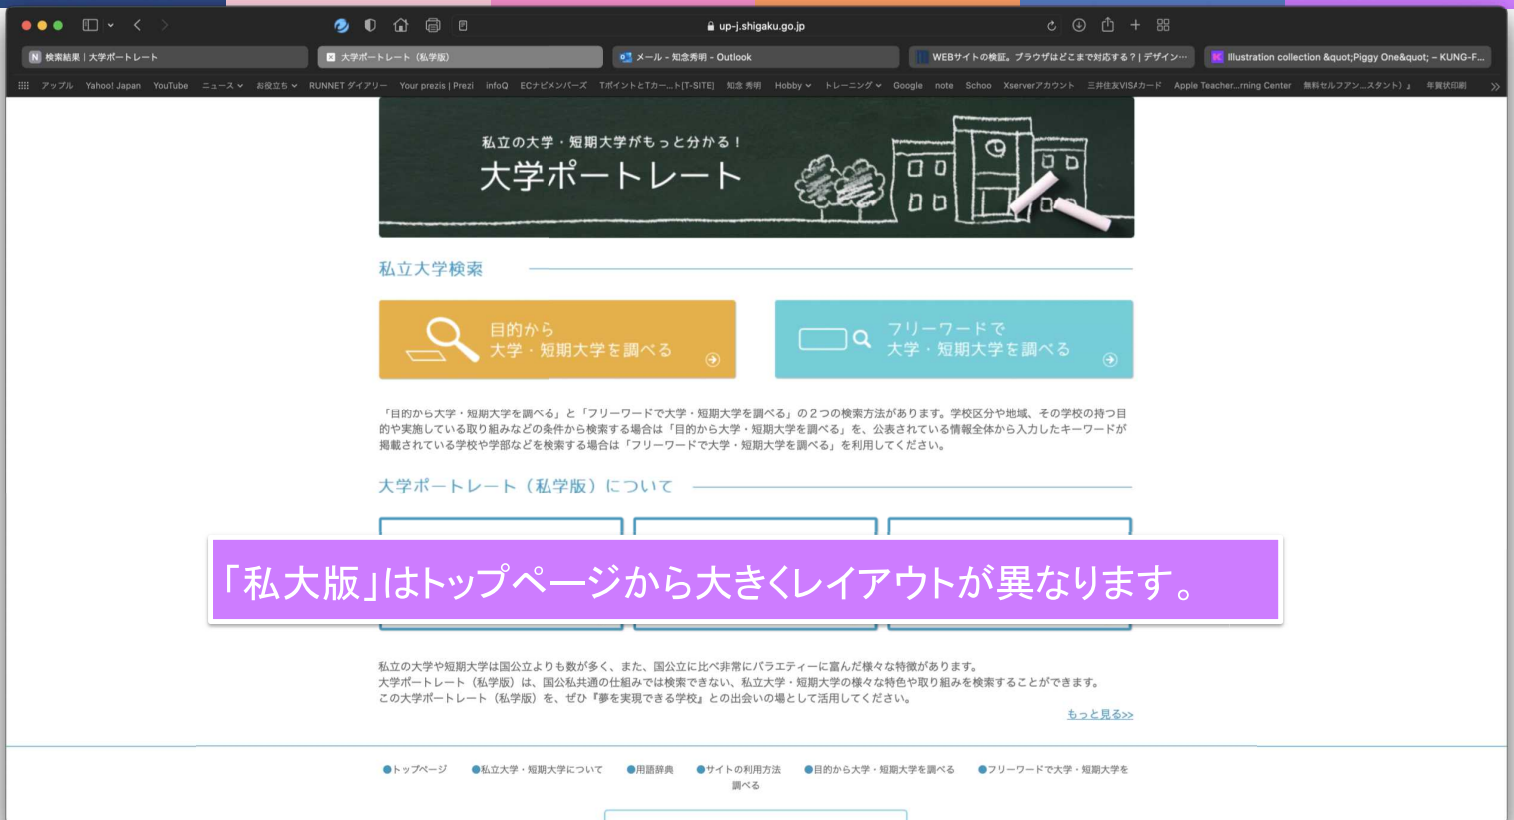 up-j.shigaku.go.jp
N 検索結果｜大学ポートレート
大学ポートレート（私学版）
メール - 知念秀明 - Outlook
WEBサイトの検証。ブラウザはどこまで対応する？| デザイン…
K Illustration collection &quot;Piggy One&quot; – KUNG-F...
アップル Yahoo! Japan YouTube ニュース お役立ち RUNNET ダイアリー Your prezis | Prezi infoQ ECナビメンバーズ TポイントとTカー...ト[T-SITE] 知念 秀明 Hobby トレーニング Google note Schoo Xserverアカウント 三井住友VISAカード Apple Teacher...rning Center 無料セルフアン...スタント）」 年賀状印刷
私立の大学・短期大学がもっと分かる！
大学ポートレート
私立大学検索
目的から
大学・短期大学を調べる
フリーワードで
大学・短期大学を調べる
「目的から大学・短期大学を調べる」と「フリーワードで大学・短期大学を調べる」の２つの検索方法があります。学校区分や地域、その学校の持つ目
的や実施している取り組みなどの条件から検索する場合は「目的から大学・短期大学を調べる」を、公表されている情報全体から入力したキーワードが
掲載されている学校や学部などを検索する場合は「フリーワードで大学・短期大学を調べる」を利用してください。
大学ポートレート（私学版）について
「私大版」はトップページから大きくレイアウトが異なります。
私立の大学や短期大学は国公立よりも数が多く、また、国公立に比べ非常にバラエティーに富んだ様々な特徴があります。
大学ポートレート（私学版）は、国公私共通の仕組みでは検索できない、私立大学・短期大学の様々な特色や取り組みを検索することができます。
この大学ポートレート（私学版）を、ぜひ『夢を実現できる学校』との出会いの場として活用してください。
もっと見る>>
●トップページ ●私立大学・短期大学について ●用語辞典 ●サイトの利用方法 ●目的から大学・短期大学を調べる ●フリーワードで大学・短期大学を
調べる